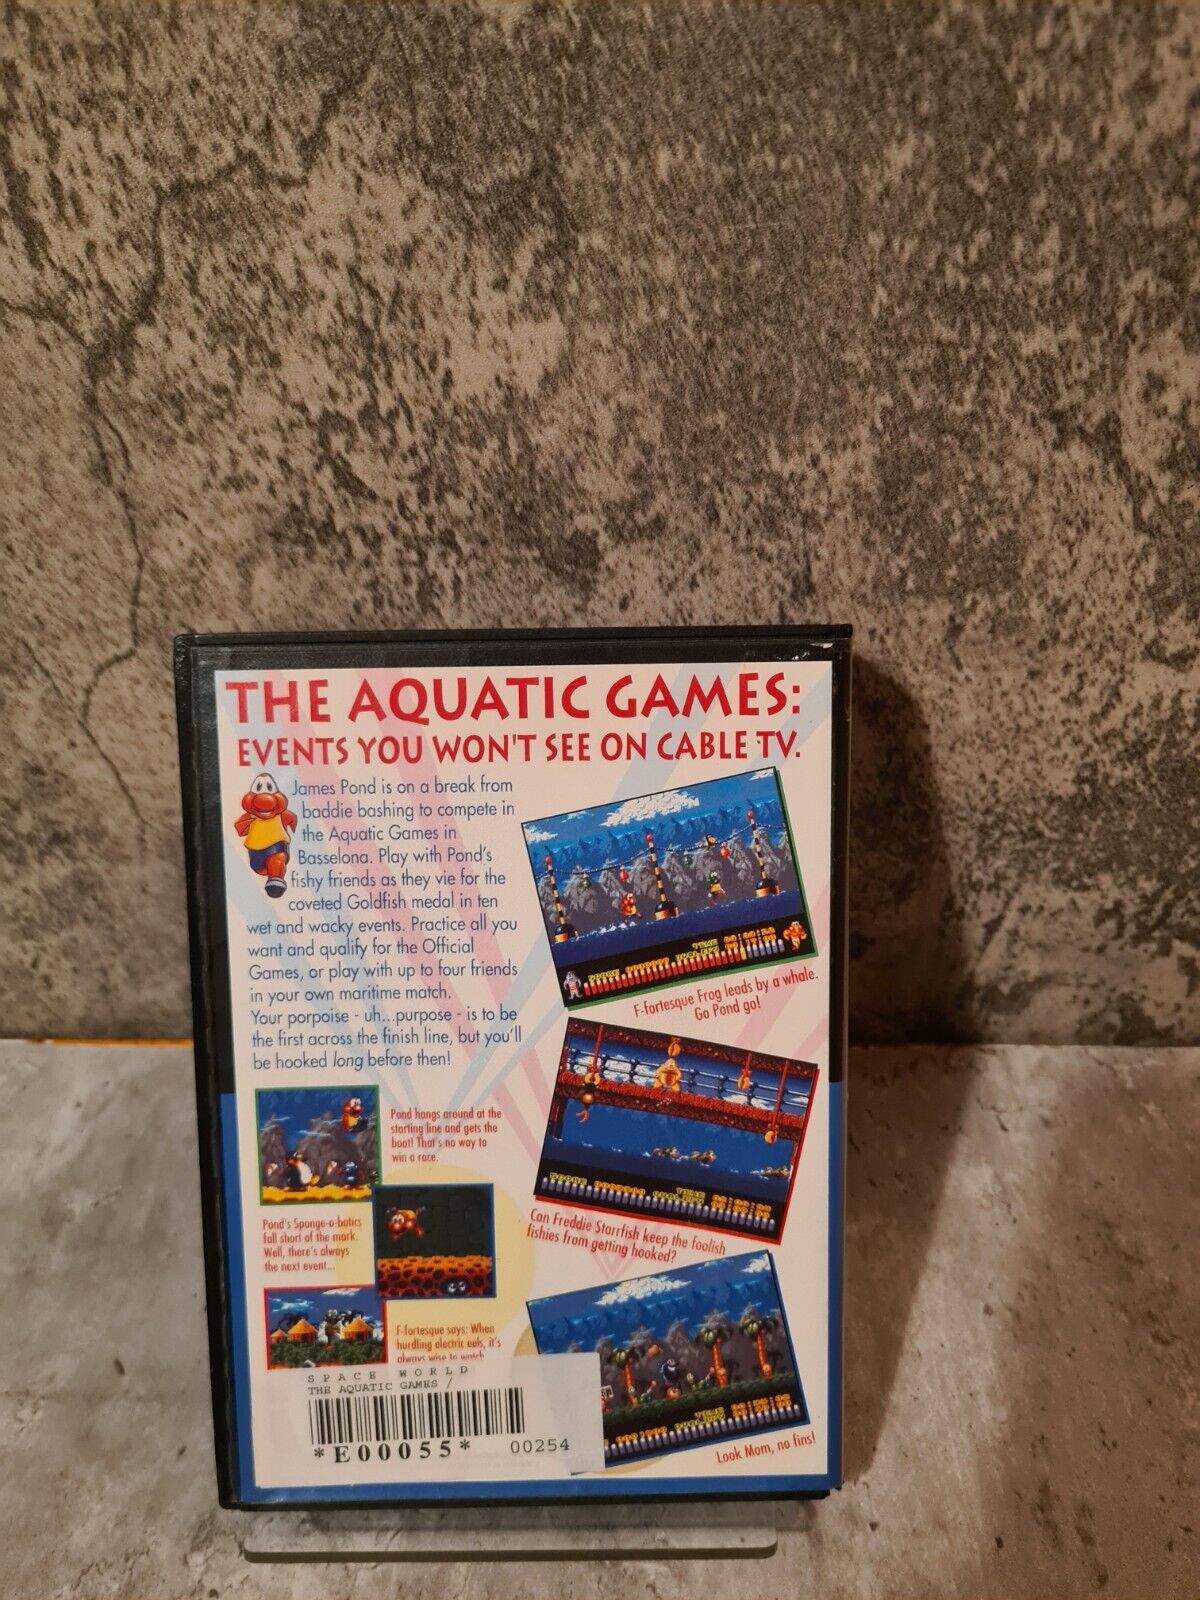 THE AQUATIC GAMES:
EVENTS YOU WON'T SEE ON CABLE TV.
James Pond is on a break from
baddie bashing to compete in
the Aquatic Games in
Basselona. Play with Pond's
fishy friends as they vie for the
coveted Goldfish medal in ten
wet and wacky events. Practice all you
want and qualify for the Official
Games, or play with up to four friends
in your own maritime match.
Your porpoise - uh...purpose - is to be
the first across the finish line, but you'll
be hooked long before then!
TIME
SCORE QUALIFY
F-fortesque Frog leads by a whale.
Go Pond go!
Pond hangs around at the
starting line and gets the
boot! That's no way to
win a race.
TIME
SCORE QUALIFY
Can Freddie Starrfish keep the foolish
fishies from getting hooked?
Pond's Sponge-o-batics
fall short of the mark.
Well, there's always
the next event...
F-fortesque says: When
hurdling electric eels, it's
always wise to watch
TIME
QUALIFY
Look Mom, no fins!
SPACE WORLD
THE AQUATIC GAMES /
*E00055*
00254